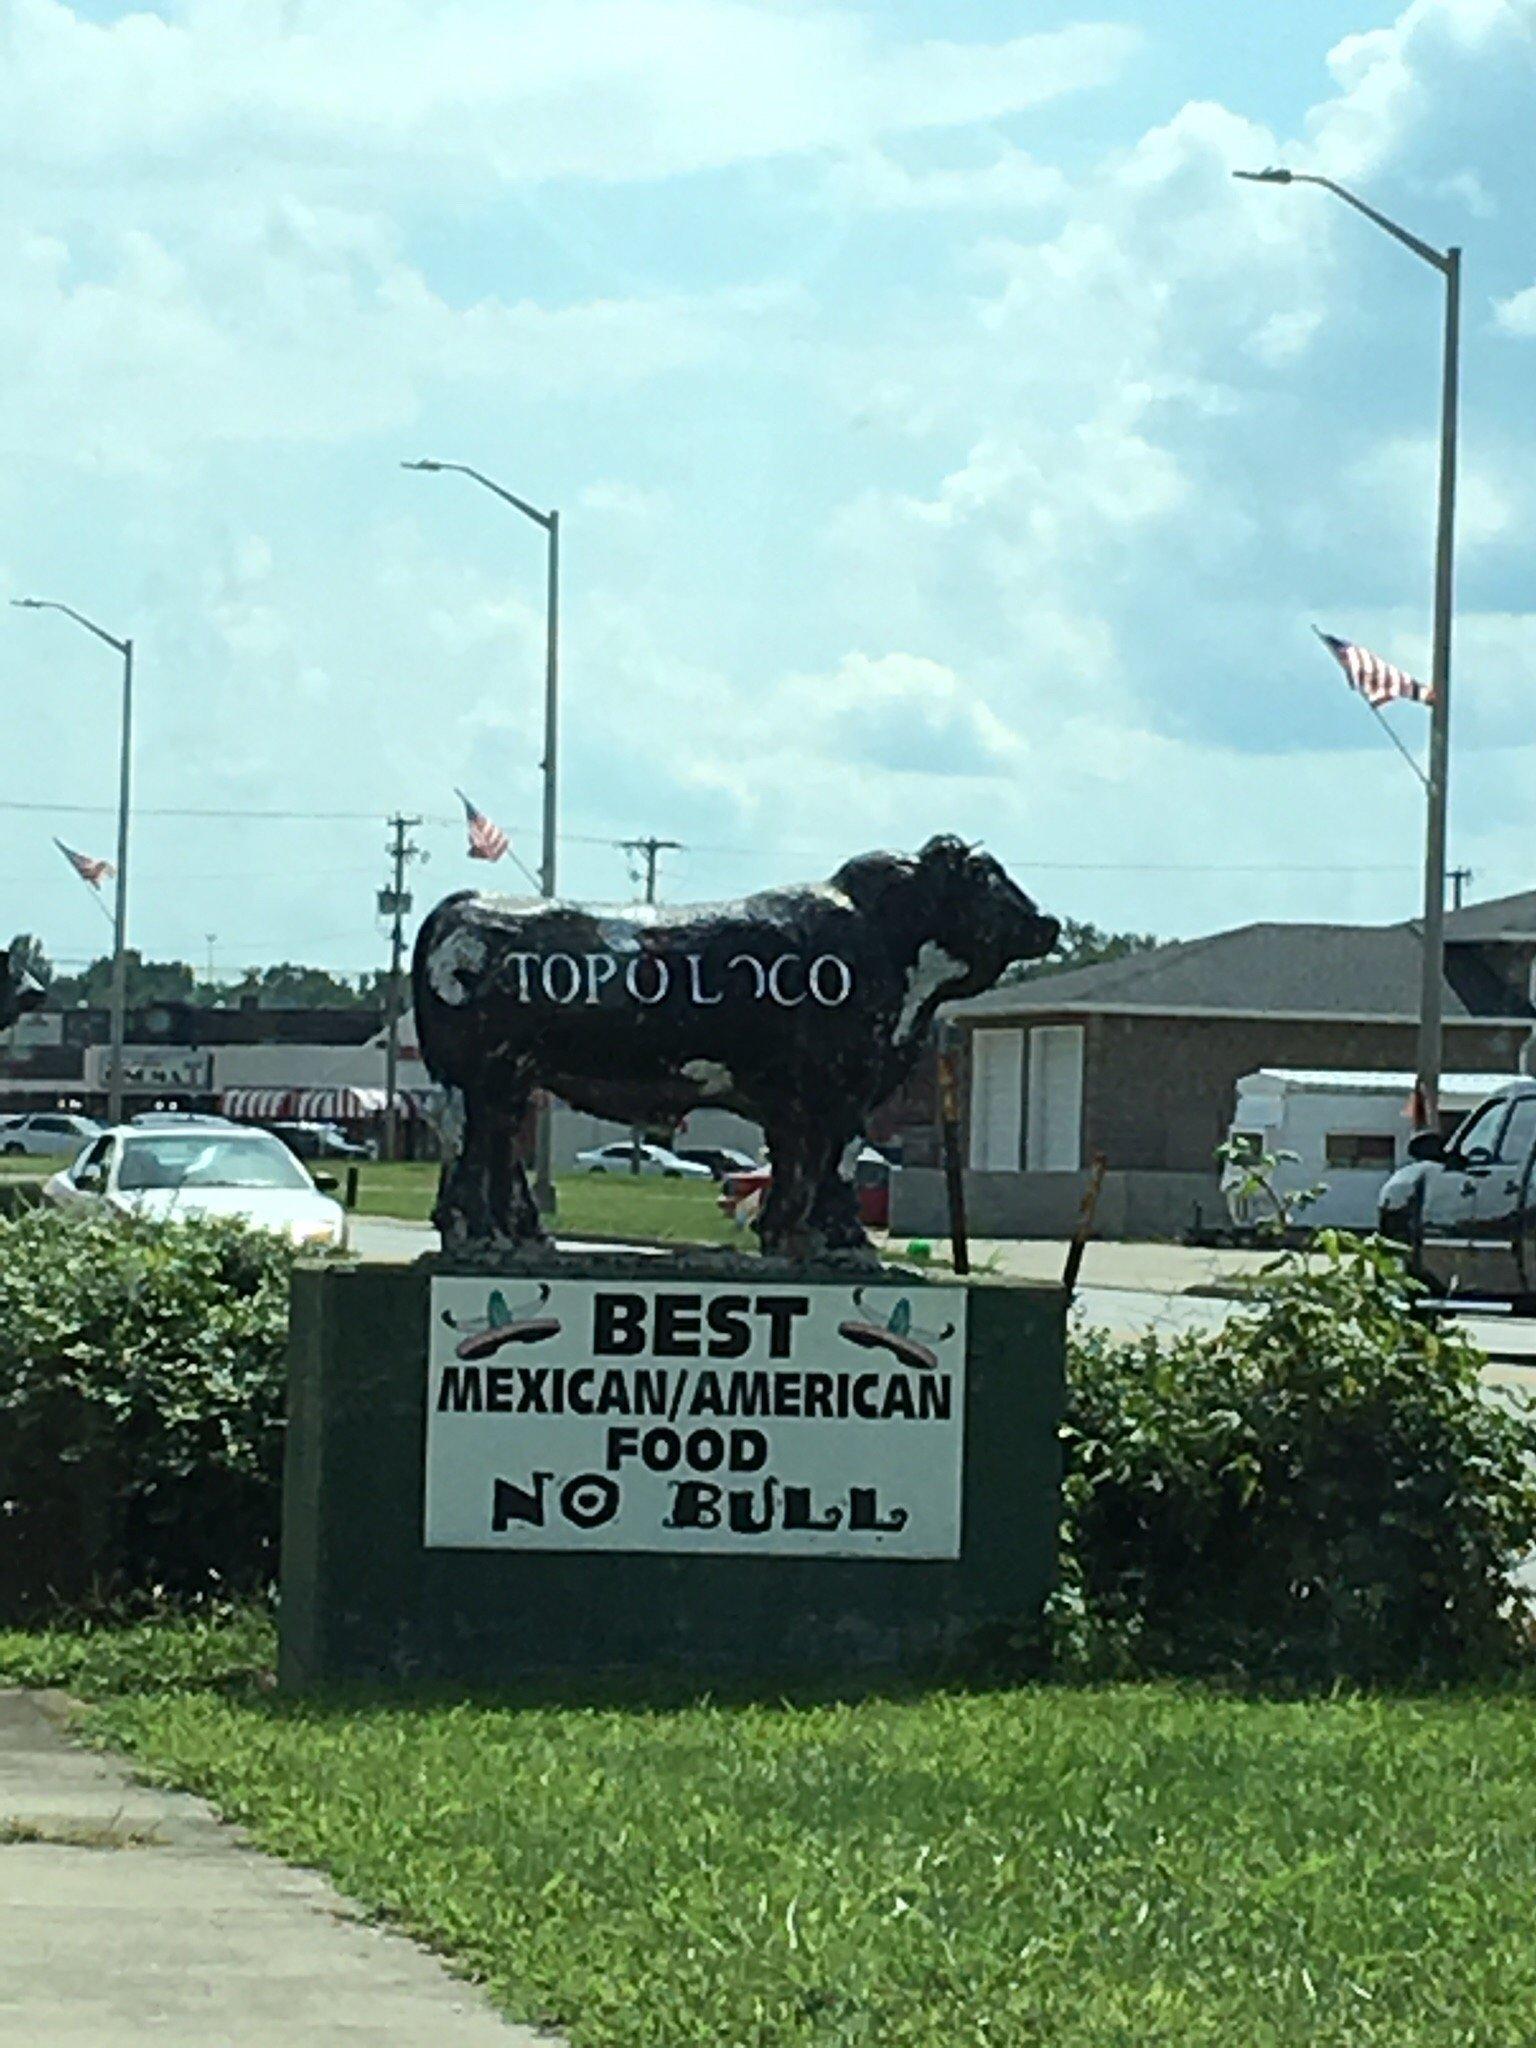 TOPO LOCO
BEST
MEXICAN/AMERICAN
FOOD
NO BULL